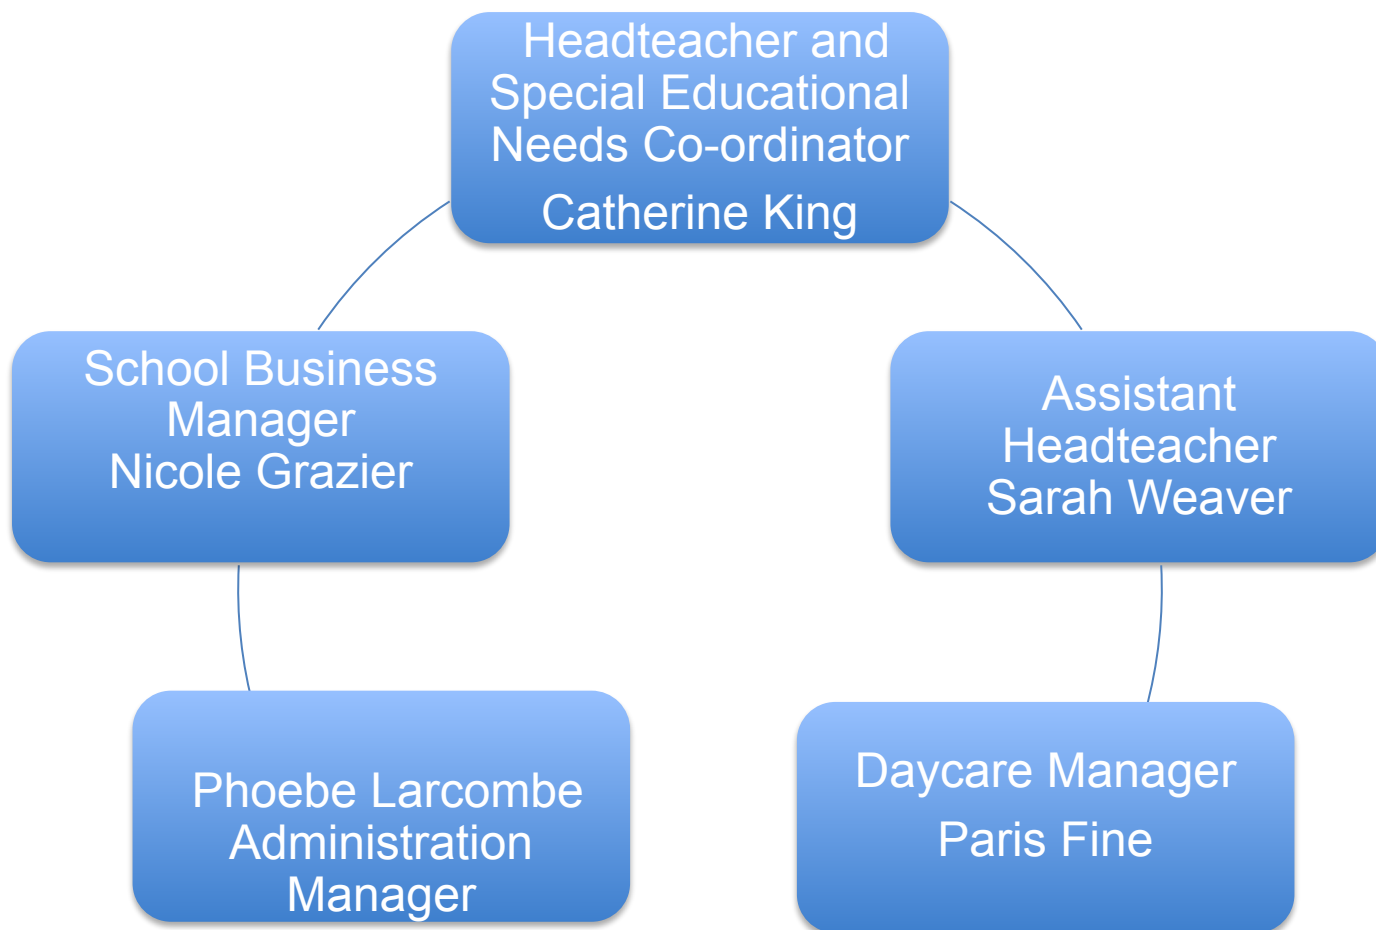 Headteacher and
Special Educational
Needs Co-ordinator
Catherine King
School Business
Manager
Nicole Grazier
Assistant
Headteacher
Sarah Weaver
Phoebe Larcombe
Administration
Manager
Daycare Manager
Paris Fine